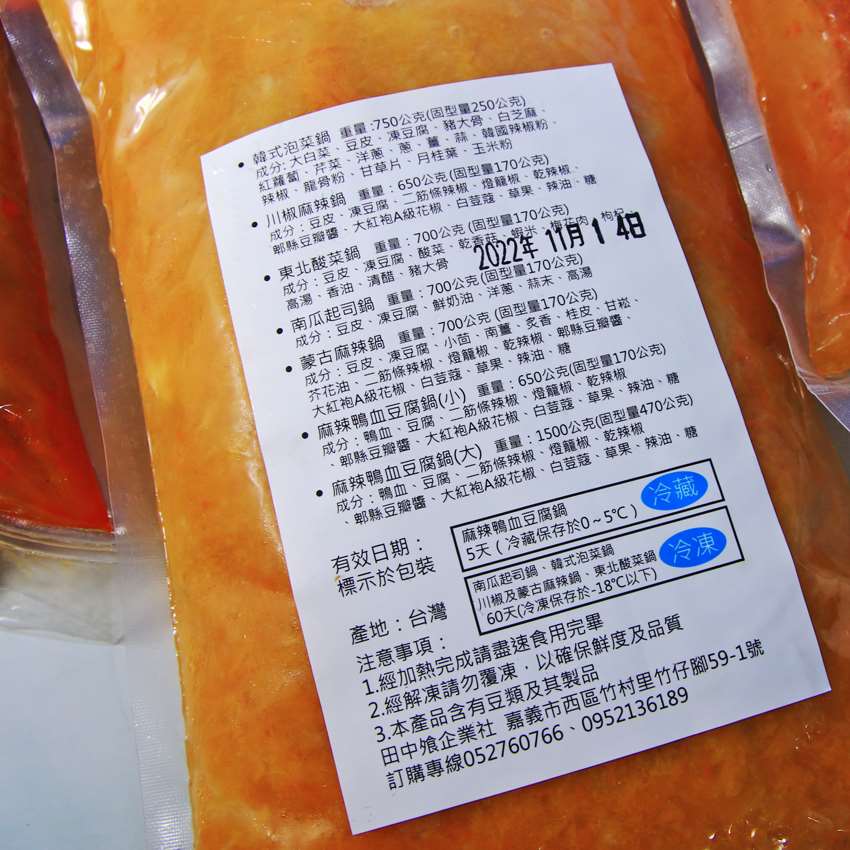 • 韓式泡菜鍋 重量:750公克(固型量250公克)
成分:大白菜、豆皮、凍豆腐、豬大骨、白芝麻、
紅蘿蔔、芹菜、洋蔥、蔥、薑、蒜、韓國辣椒粉、
辣椒、龍骨粉、甘草片、月桂葉、玉米粉
• 川椒麻辣鍋 重量:650公克(固型量170公克)
成分:豆皮、凍豆腐、二筋條辣椒、燈籠椒、乾辣椒、
郫縣豆瓣醬、大紅袍A級花椒、白荳蔻、草果、辣油、糖
• 東北酸菜鍋 重量:700公克(固型量170公克)
成分:豆皮、凍豆腐、酸菜、乾香菇、蝦米、梅花肉、枸杞
2022年 11月 1 4日
高湯、香油、清醋、豬大骨
• 南瓜起司鍋 重量:700公克(固型量170公克)
成分:豆皮、凍豆腐、鮮奶油、洋蔥、蒜末、高湯
• 蒙古麻辣鍋 重量:700公克(固型量170公克)
成分:豆皮、凍豆腐、小茴、南薑、炙香、桂皮、甘松、
芥花油、二筋條辣椒、燈籠椒、乾辣椒、郫縣豆瓣醬、
大紅袍A級花椒、白荳蔻、草果、辣油、糖
• 麻辣鴨血豆腐鍋(小) 重量:650公克(固型量170公克)
成分:鴨血、豆腐、二筋條辣椒、燈籠椒、乾辣椒
、郫縣豆瓣醬、大紅袍A級花椒、白荳蔻、草果、辣油、糖
• 麻辣鴨血豆腐鍋(大) 重量:1500公克(固型量470公克)
成分:鴨血、豆腐、二筋條辣椒、燈籠椒、乾辣椒
、郫縣豆瓣醬、大紅袍A級花椒、白荳蔻、草果、辣油、糖
有效日期:
標示於包裝
麻辣鴨血豆腐鍋
5天(冷藏保存於0~5℃)
冷藏
南瓜起司鍋、韓式泡菜鍋
川椒及蒙古麻辣鍋、東北酸菜鍋
60天(冷凍保存於-18℃以下)
冷凍
產地:台灣
注意事項:
1.經加熱完成請盡速食用完畢
2.經解凍請勿覆凍,以確保鮮度及品質
3.本產品含有豆類及其製品
田中飧企業社 嘉義市西區竹村里竹仔腳59-1號
訂購專線052760766、0952136189